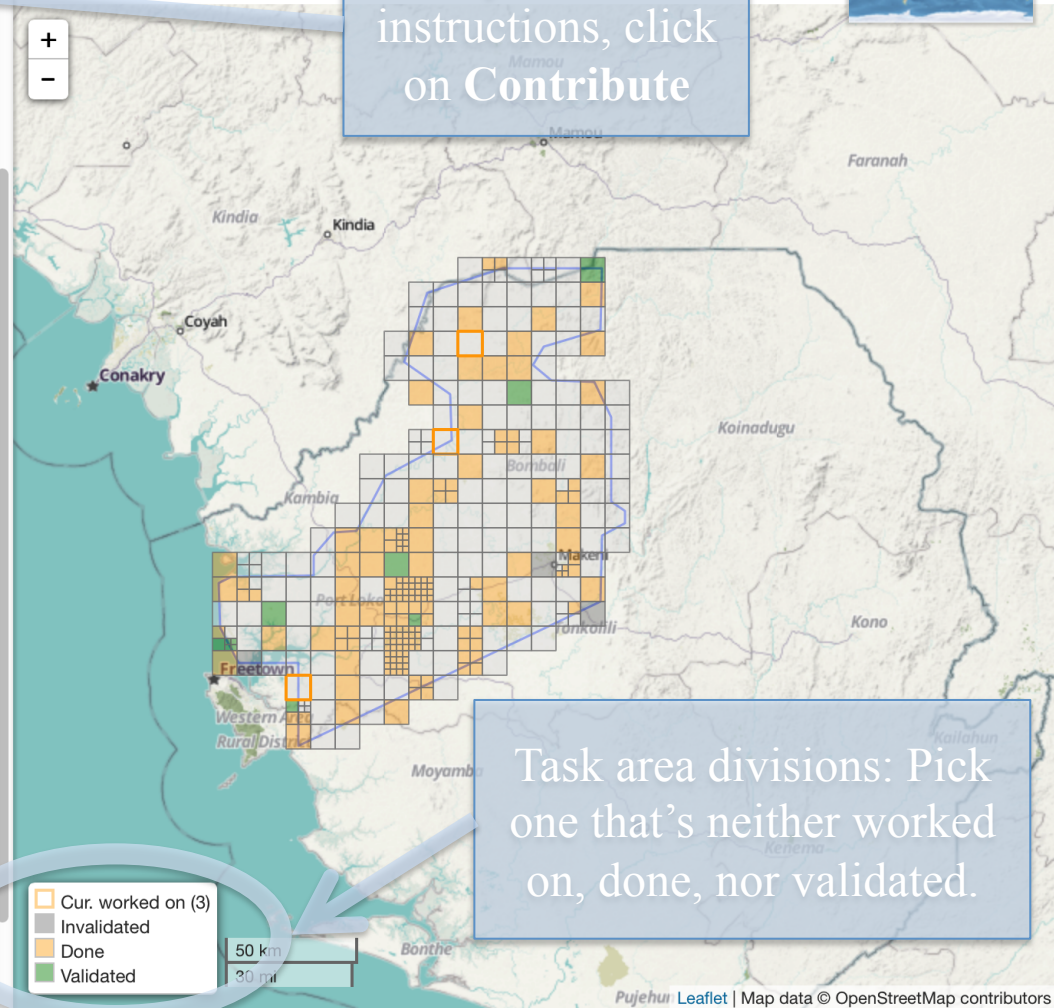 +
−
instructions, click
on Contribute
Mamou
Mamou
Faranah
Kindia
Kindia
Coyah
Conakry
Koinadugu
Bombali
Kambia
Makeni
Port Loko
Kono
Tonkolili
Freetown
Western Area
Rural District
Kailahun
Moyamba
Task area divisions: Pick
one that’s neither worked
on, done, nor validated.
Kenema
Cur. worked on (3)
Invalidated
Done
Validated
50 km
30 mi
Bonthe
Pujehun
Leaflet | Map data © OpenStreetMap contributors